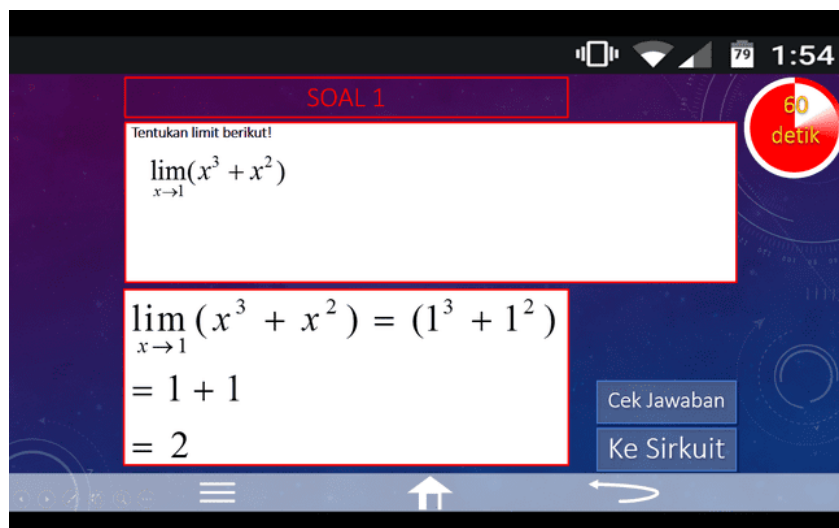 79 1:54
SOAL 1
60
detik
Tentukan limit berikut!
lim(x³ + x²)
x→1
lim (x³ + x²) = (1³ + 1²)
x→1
= 1 + 1
= 2
Cek Jawaban
Ke Sirkuit